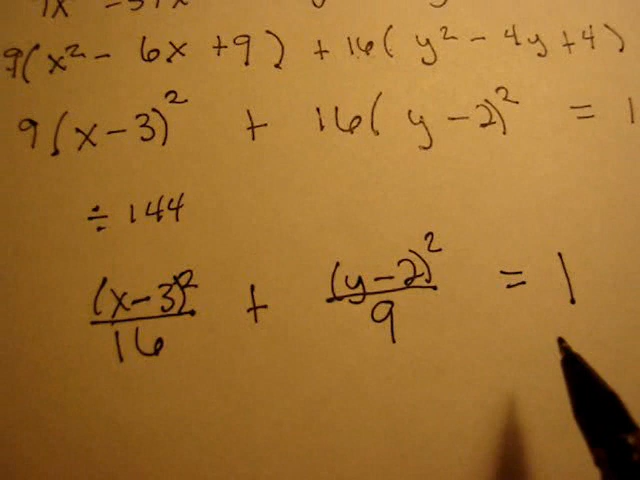 9(x² - 6x + 9) + 16(y² - 4y + 4)
9(x - 3)² + 16(y - 2)² = 1
÷ 144
(x - 3)²/16 + (y - 2)²/9 = 1